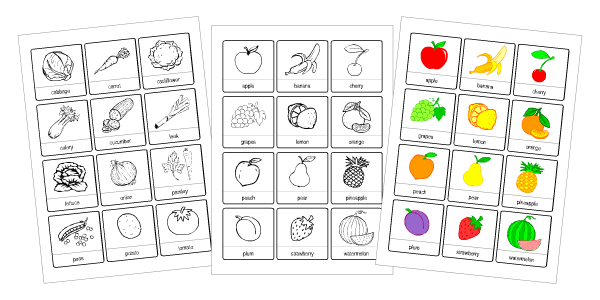 cabbage carrot cauliflower
celery cucumber leek
lettuce onion parsley
peas potato tomato
apple banana cherry
grapes lemon orange
peach pear pineapple
plum strawberry watermelon
apple banana cherry
grapes lemon orange
peach pear pineapple
plum strawberry watermelon